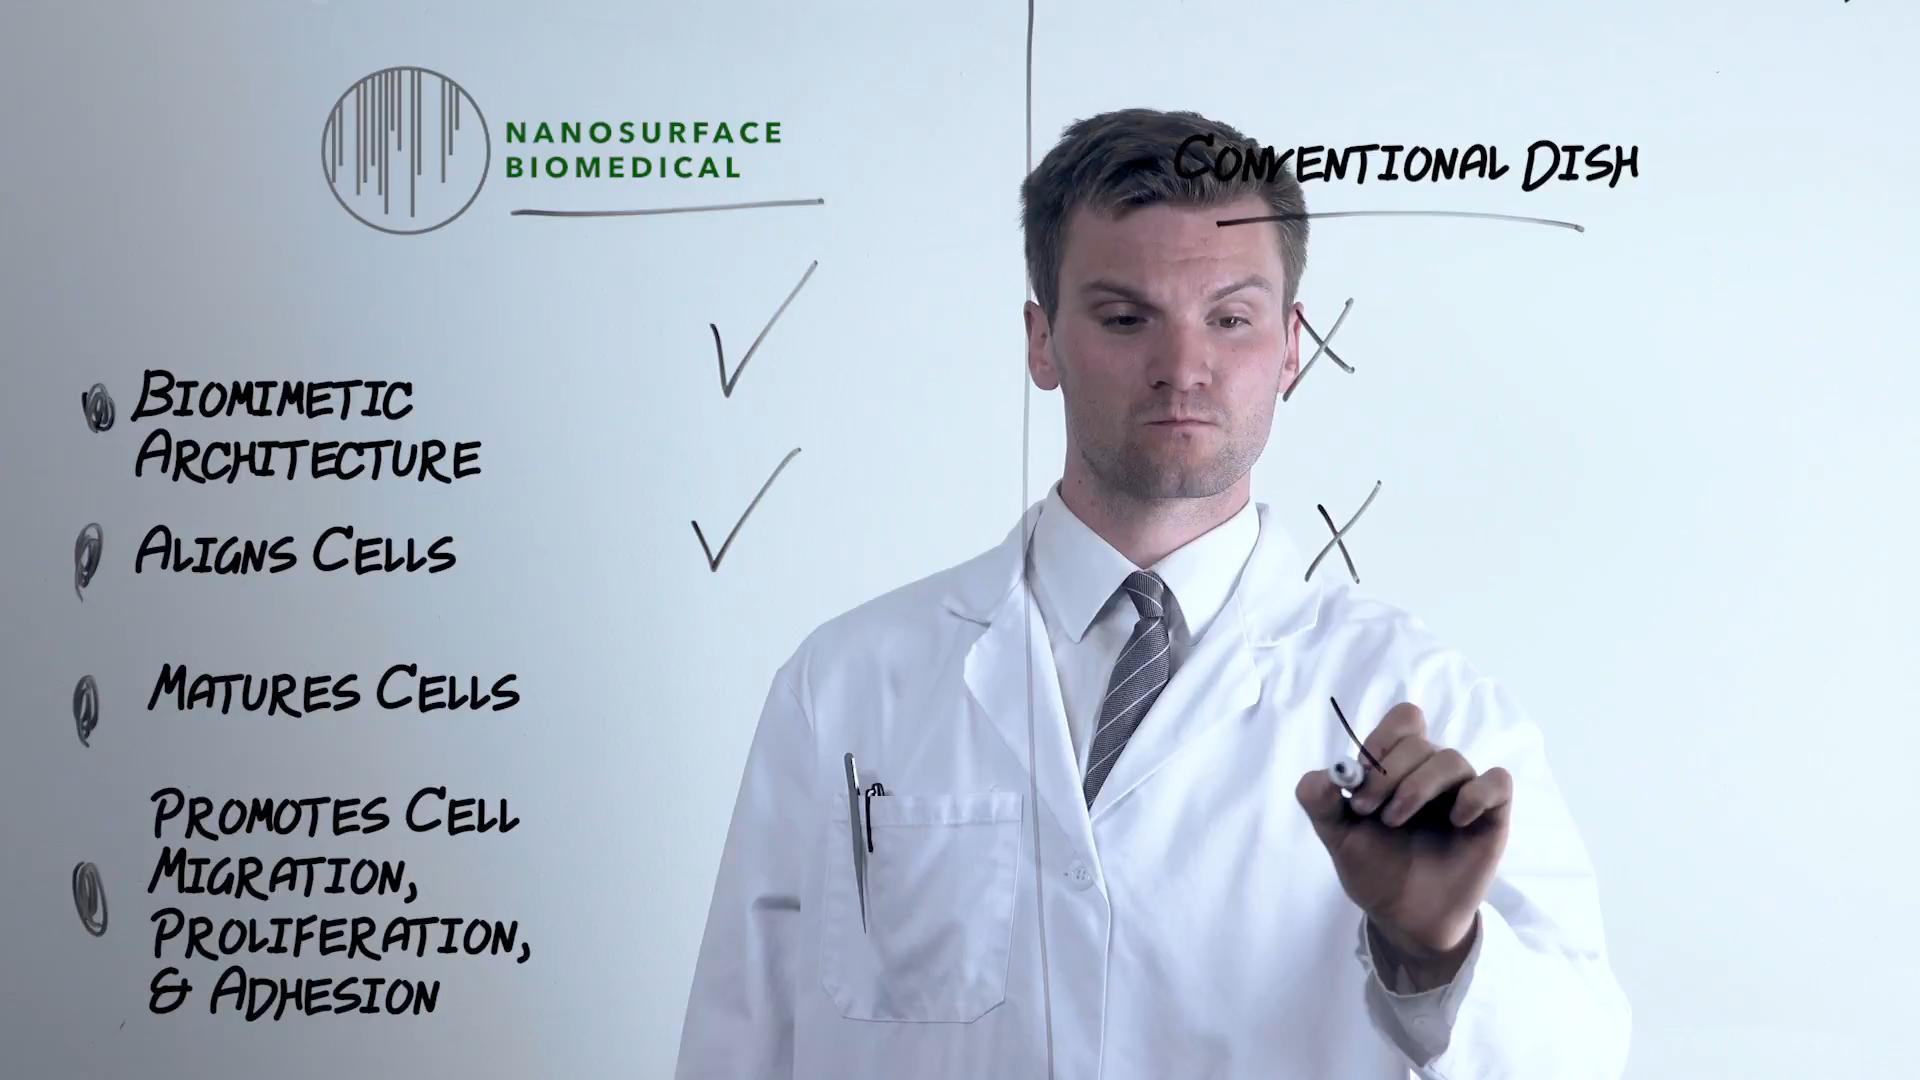 NANOSURFACE
BIOMEDICAL
CONVENTIONAL DISH
BIOMIMETIC
ARCHITECTURE
ALIGNS CELLS
MATURES CELLS
PROMOTES CELL
MIGRATION,
PROLIFERATION,
& ADHESION